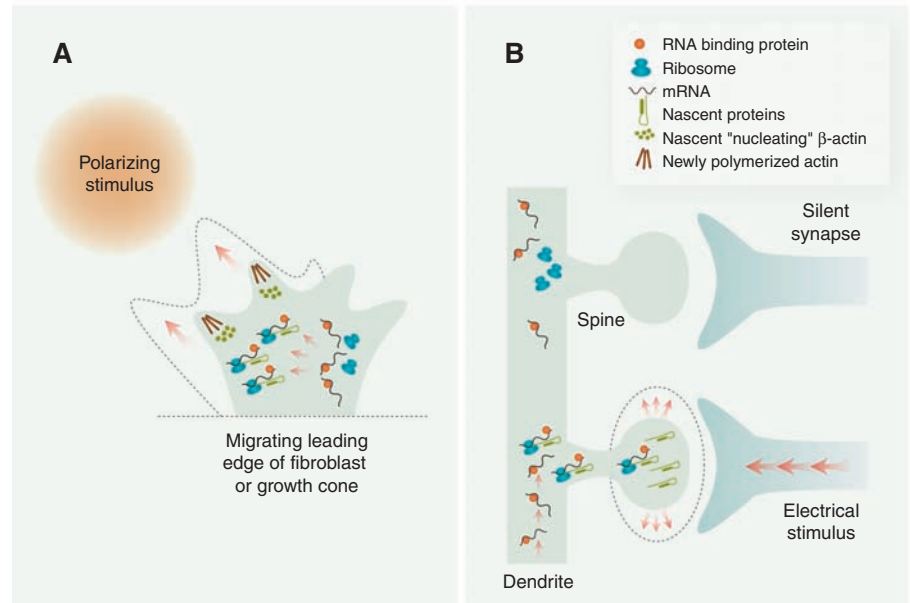 A
Polarizing
stimulus
Migrating leading
edge of fibroblast
or growth cone
B
RNA binding protein
Ribosome
mRNA
Nascent proteins
Nascent "nucleating" β-actin
Newly polymerized actin
Silent
synapse
Spine
Electrical
stimulus
Dendrite